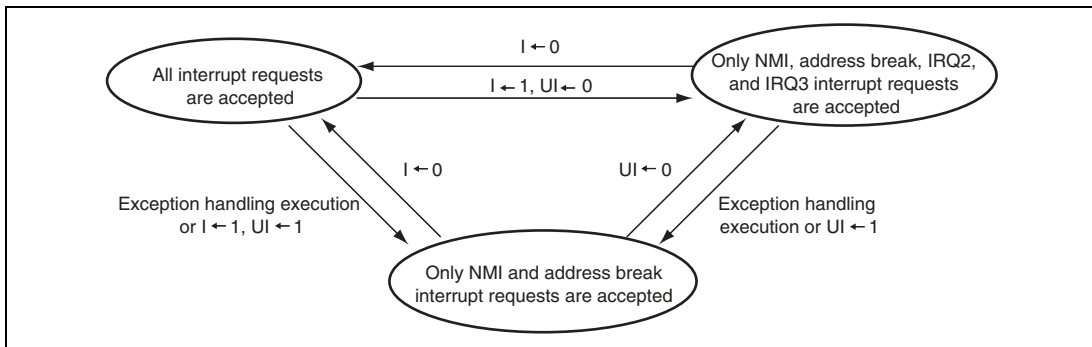 I ← 0
All interrupt requests
are accepted
Only NMI, address break, IRQ2,
and IRQ3 interrupt requests
are accepted
I ← 1, UI ← 0
I ← 0
UI ← 0
Exception handling execution
or I ← 1, UI ← 1
Exception handling
execution or UI ← 1
Only NMI and address break
interrupt requests are accepted